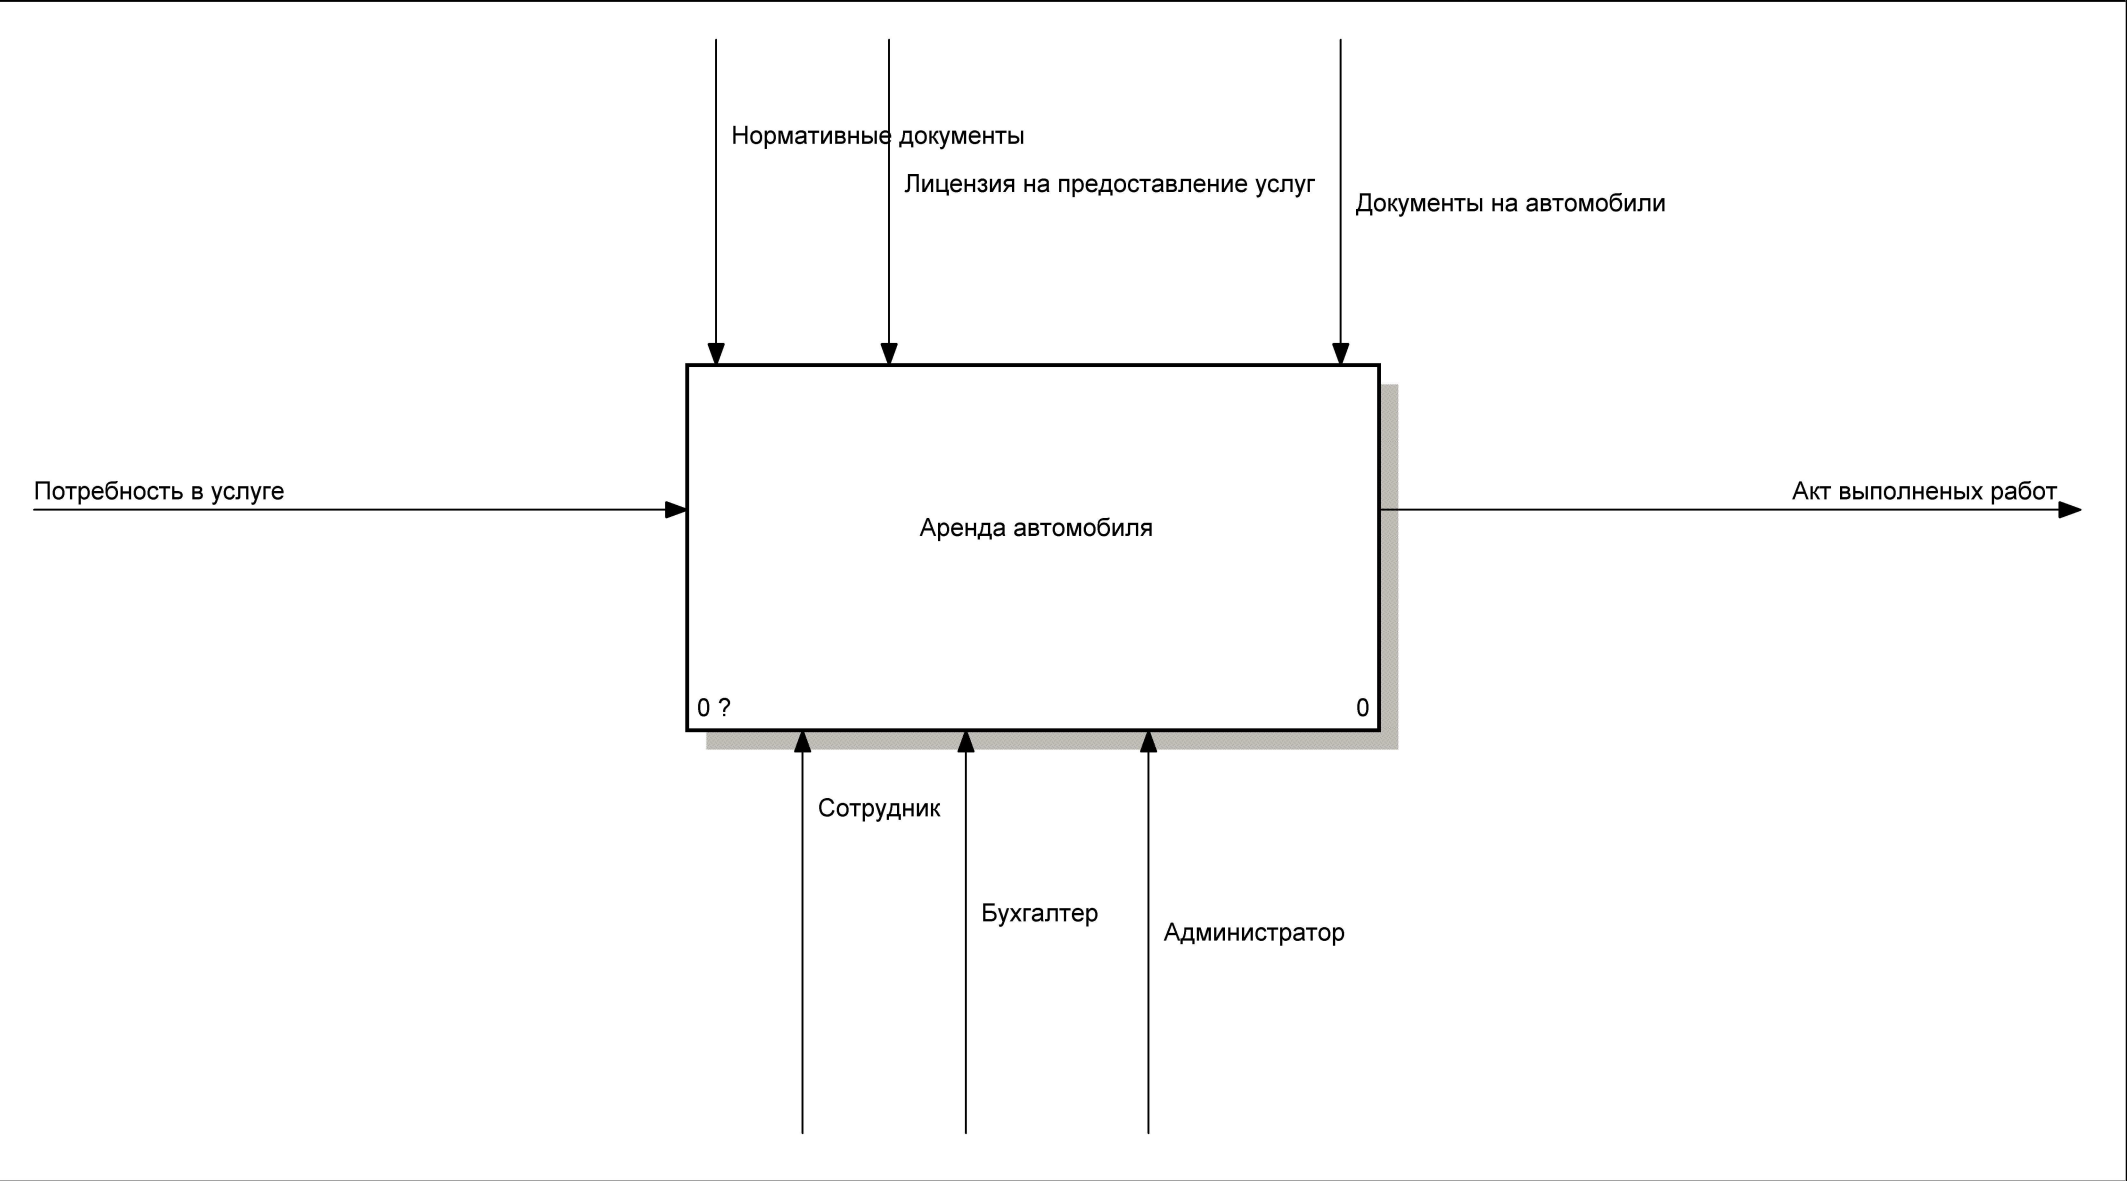 Нормативные документы
Лицензия на предоставление услуг
Документы на автомобили
Потребность в услуге
Акт выполненых работ
Аренда автомобиля
0 ?
0
Сотрудник
Бухгалтер
Администратор